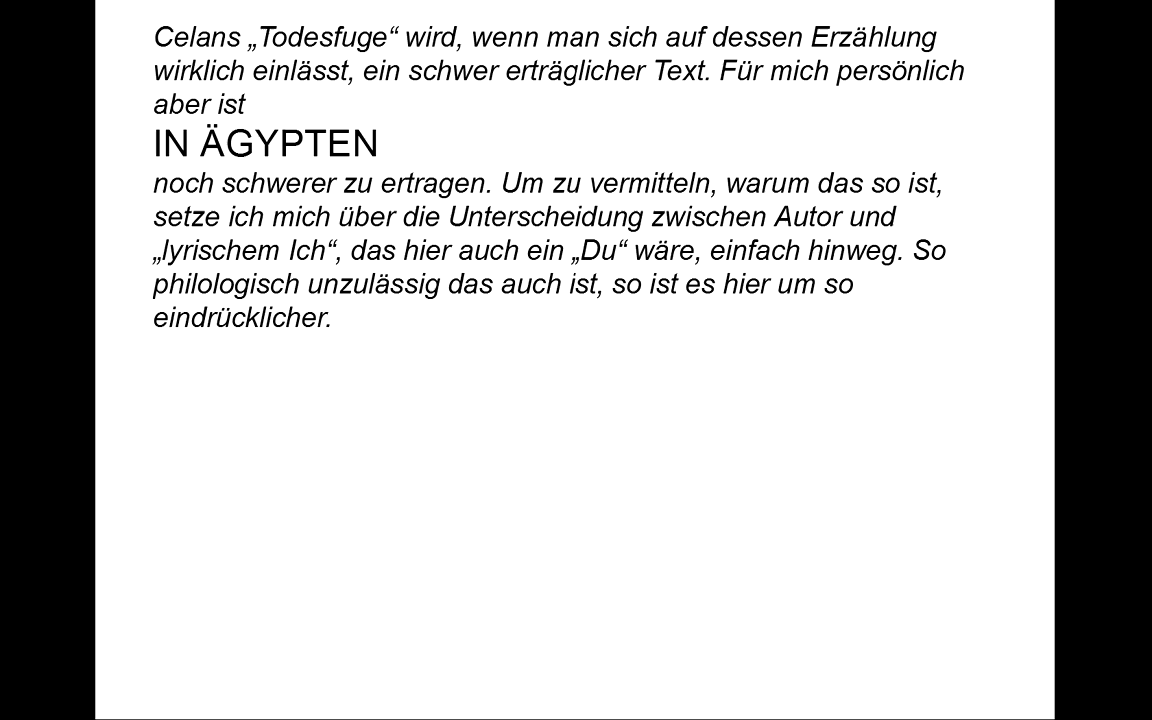 Celans „Todesfuge“ wird, wenn man sich auf dessen Erzählung
wirklich einlässt, ein schwer erträglicher Text. Für mich persönlich
aber ist
IN ÄGYPTEN
noch schwerer zu ertragen. Um zu vermitteln, warum das so ist,
setze ich mich über die Unterscheidung zwischen Autor und
„lyrischem Ich“, das hier auch ein „Du“ wäre, einfach hinweg. So
philologisch unzulässig das auch ist, so ist es hier um so
eindrücklicher.